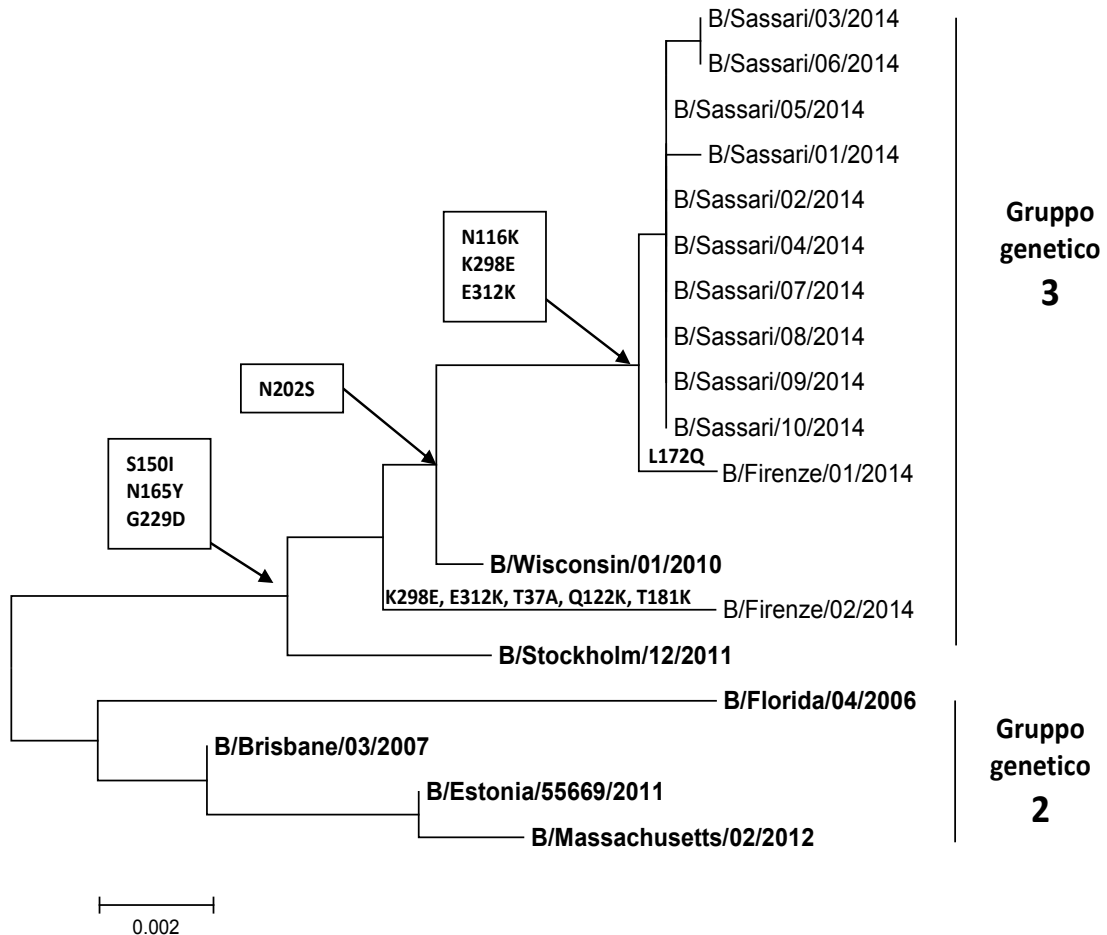 B/Sassari/03/2014
B/Sassari/06/2014
B/Sassari/05/2014
B/Sassari/01/2014
B/Sassari/02/2014
B/Sassari/04/2014
B/Sassari/07/2014
B/Sassari/08/2014
B/Sassari/09/2014
B/Sassari/10/2014
L172Q
B/Firenze/01/2014
B/Wisconsin/01/2010
K298E, E312K, T37A, Q122K, T181K
B/Firenze/02/2014
B/Stockholm/12/2011
B/Florida/04/2006
B/Brisbane/03/2007
B/Estonia/55669/2011
B/Massachusetts/02/2012
N116K
K298E
E312K
N202S
S150I
N165Y
G229D
Gruppo
genetico
3
Gruppo
genetico
2
0.002